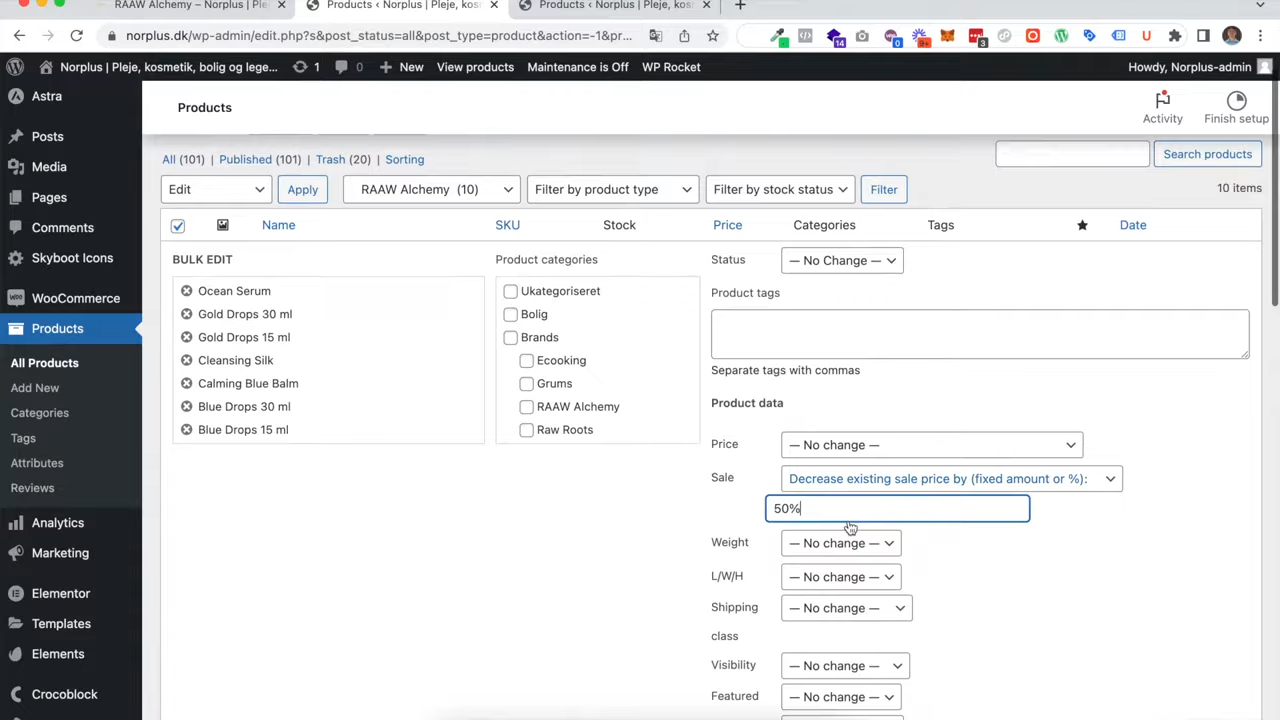 RAAW Alchemy – Norplus | Plej
Products ‹ Norplus | Pleje, kosm
Products ‹ Norplus | Pleje, kosm
norplus.dk/wp-admin/edit.php?s&post_status=all&post_type=product&action=-1&pr...
14
0
9+
3
Norplus | Pleje, kosmetik, bolig og lege...
1
0
New
View products
Maintenance is Off
WP Rocket
Howdy, Norplus-admin
Astra
Posts
Media
Pages
Comments
Skyboot Icons
WooCommerce
Products
All Products
Add New
Categories
Tags
Attributes
Reviews
Analytics
Marketing
Elementor
Templates
Elements
Crocoblock
Products
Activity
Finish setup
All (101) | Published (101) | Trash (20) | Sorting
Search products
Edit
Apply
RAAW Alchemy (10)
Filter by product type
Filter by stock status
Filter
10 items
Name
SKU
Stock
Price
Categories
Tags
Date
BULK EDIT
Ocean Serum
Gold Drops 30 ml
Gold Drops 15 ml
Cleansing Silk
Calming Blue Balm
Blue Drops 30 ml
Blue Drops 15 ml
Product categories
Ukategoriseret
Bolig
Brands
Ecooking
Grums
RAAW Alchemy
Raw Roots
Status
— No Change —
Product tags
Separate tags with commas
Product data
Price
— No change —
Sale
Decrease existing sale price by (fixed amount or %):
50%
Weight
— No change —
L/W/H
— No change —
Shipping
class
— No change —
Visibility
— No change —
Featured
— No change —